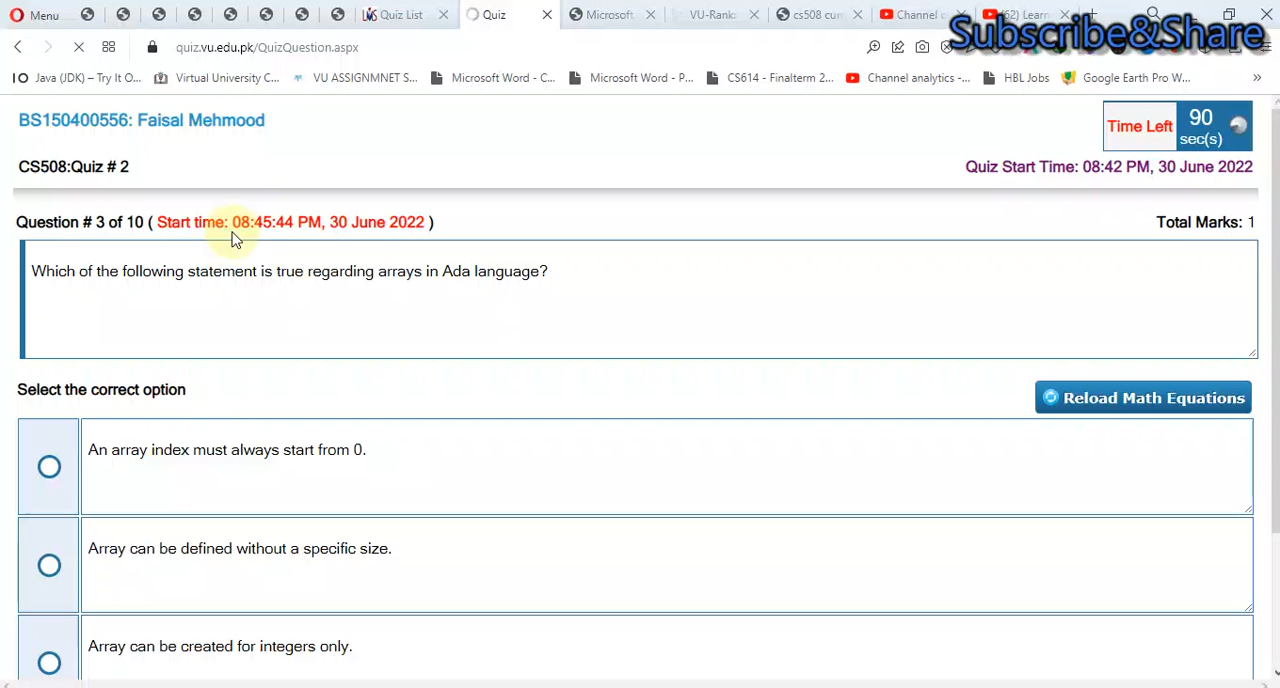 Menu
Quiz List
Quiz
Microsoft
VU-Rank
cs508 cu
Channel c
(62) Learn
Subscribe&Share
quiz.vu.edu.pk/QuizQuestion.aspx
Java (JDK) – Try It O...
Virtual University C...
VU ASSIGNMNET S...
Microsoft Word - C...
Microsoft Word - P...
CS614 - Finalterm 2...
Channel analytics -...
HBL Jobs
Google Earth Pro W...
»
BS150400556: Faisal Mehmood
Time Left
90
sec(s)
CS508:Quiz # 2
Quiz Start Time: 08:42 PM, 30 June 2022
Question # 3 of 10 ( Start time: 08:45:44 PM, 30 June 2022 )
Total Marks: 1
Which of the following statement is true regarding arrays in Ada language?
Select the correct option
Reload Math Equations
An array index must always start from 0.
Array can be defined without a specific size.
Array can be created for integers only.